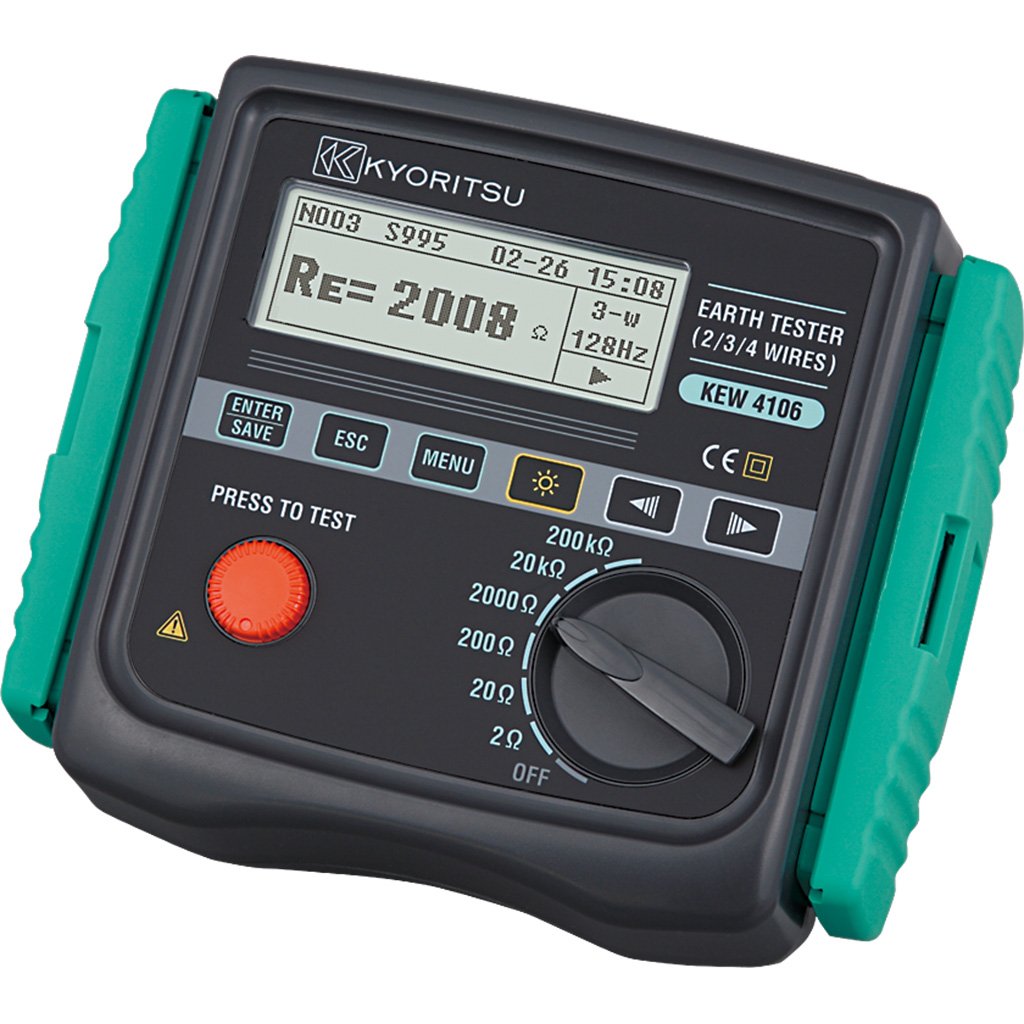 KYORITSU
N003 S995 02-26 15:08
RE= 2008 Ω
3-w
128Hz
EARTH TESTER
(2/3/4 WIRES)
KEW 4106
CE
ENTER
SAVE
ESC
MENU
PRESS TO TEST
200kΩ
20kΩ
2000Ω
200Ω
20Ω
2Ω
OFF